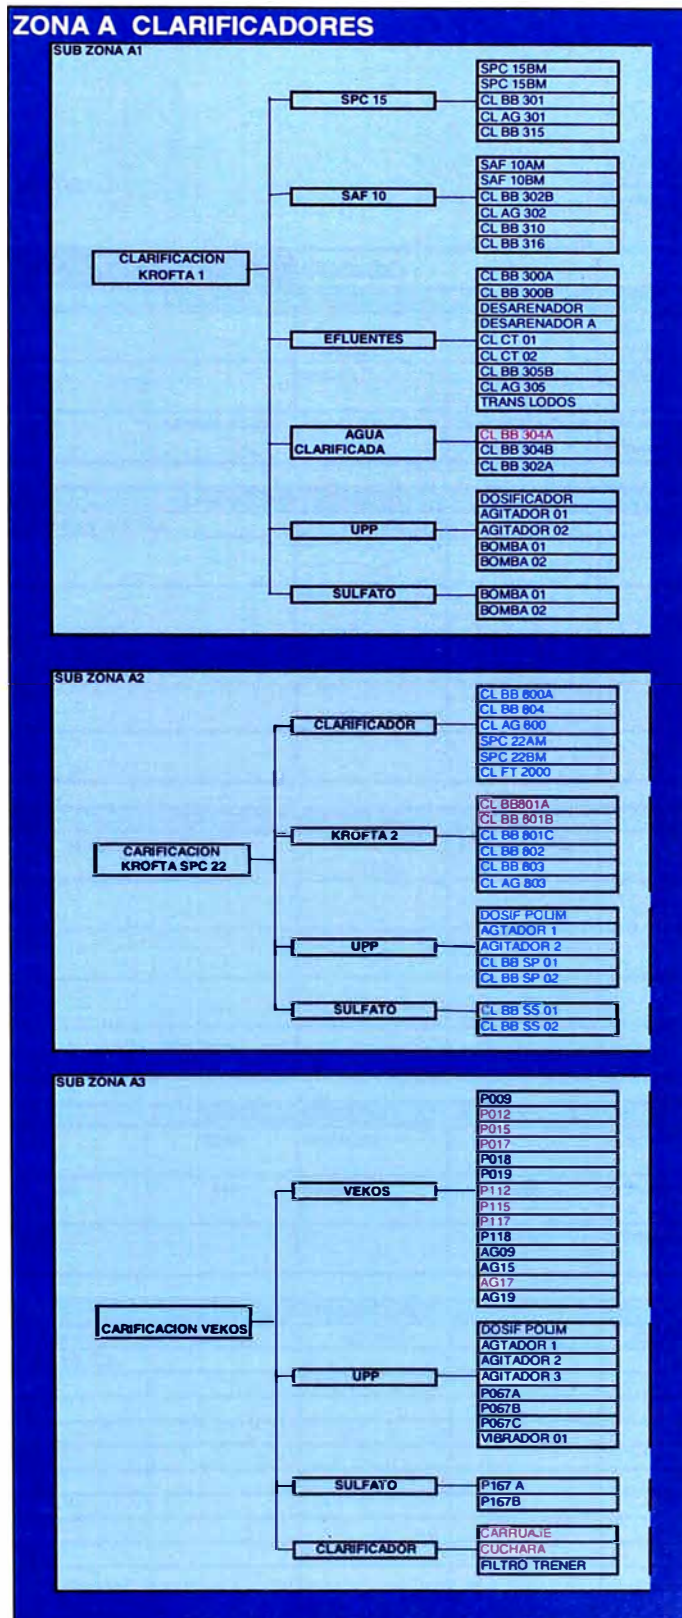 ZONA A CLARIFICADORES
SUB ZONA A1
CLARIFICACION
KROFTA 1
SPC 15
SPC 15BM
SPC 15BM
CL BB 301
CL AG 301
CL BB 315
SAF 10
SAF 10AM
SAF 10BM
CL BB 302B
CL AG 302
CL BB 310
CL BB 316
EFLUENTES
CL BB 300A
CL BB 300B
DESARENADOR
DESARENADOR A
CL CT 01
CL CT 02
CL BB 305B
CL AG 305
TRANS LODOS
AGUA
CLARIFICADA
CL BB 304A
CL BB 304B
CL BB 302A
UPP
DOSIFICADOR
AGITADOR 01
AGITADOR 02
BOMBA 01
BOMBA 02
SULFATO
BOMBA 01
BOMBA 02
SUB ZONA A2
CARIFICACION
KROFTA SPC 22
CLARIFICADOR
CL BB 800A
CL BB 804
CL AG 600
SPC 22AM
SPC 22BM
CL FT 2000
KROFTA 2
CL BB801A
CL BB 801B
CL BB 801C
CL BB 802
CL BB 803
CL AG 803
UPP
DOSIF POLIM
AGTADOR 1
AGITADOR 2
CL BB SP 01
CL BB SP 02
SULFATO
CL BB SS 01
CL BB SS 02
SUB ZONA A3
CARIFICACION VEKOS
VEKOS
P009
P012
P015
P017
P018
P019
P112
P115
P117
P118
AG09
AG15
AG17
AG19
UPP
DOSIF POLIM
AGTADOR 1
AGITADOR 2
AGITADOR 3
P067A
P067B
P067C
VIBRADOR 01
SULFATO
P167 A
P167B
CLARIFICADOR
CARRUAJE
CUCHARA
FILTRO TRENER